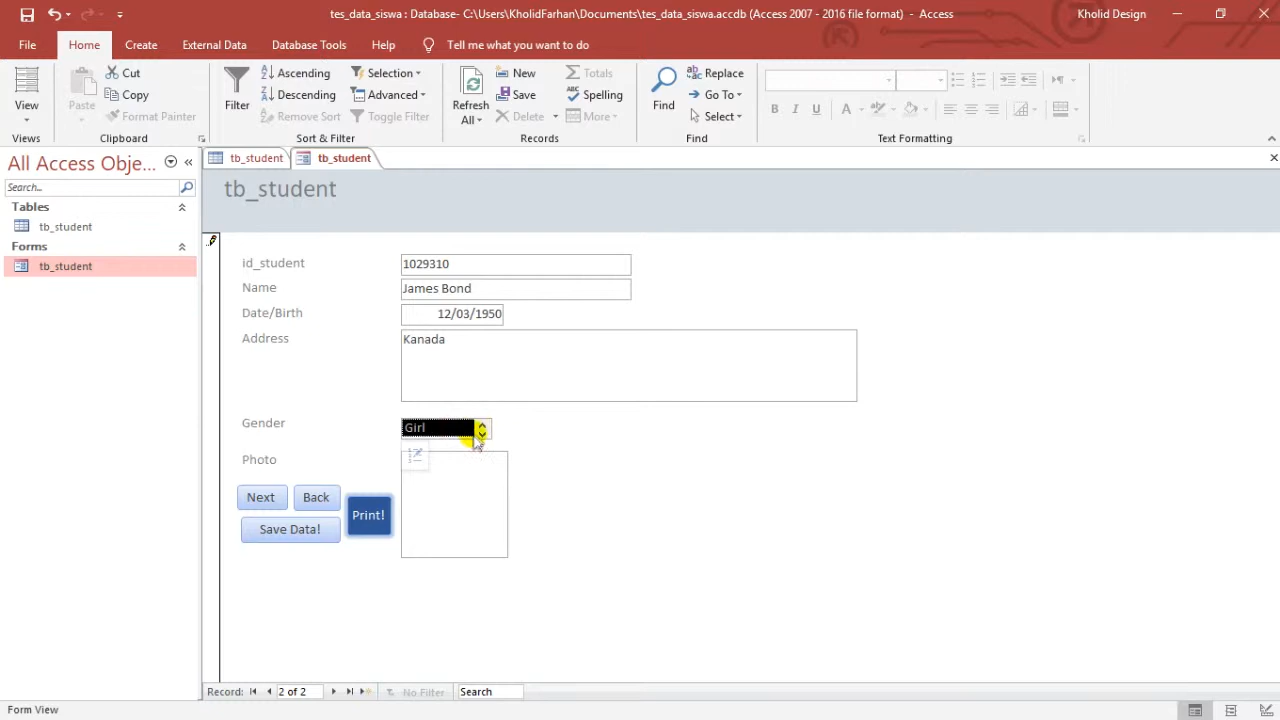 tes_data_siswa : Database- C:\Users\KholidFarhan\Documents\tes_data_siswa.accdb (Access 2007 - 2016 file format) - Access
Kholid Design
File Home Create External Data Database Tools Help Tell me what you want to do
View
Views
Paste
Cut
Copy
Format Painter
Clipboard
Filter
Ascending
Descending
Remove Sort
Selection
Advanced
Toggle Filter
Sort & Filter
Refresh
All
New
Save
Delete
Totals
Spelling
More
Records
Find
Replace
Go To
Select
Find
Text Formatting
All Access Obje...
Search...
Tables
tb_student
Forms
tb_student
tb_student tb_student
tb_student
id_student 1029310
Name James Bond
Date/Birth 12/03/1950
Address Kanada
Gender Girl
Photo
Next Back
Print!
Save Data!
Record: 2 of 2 No Filter Search
Form View